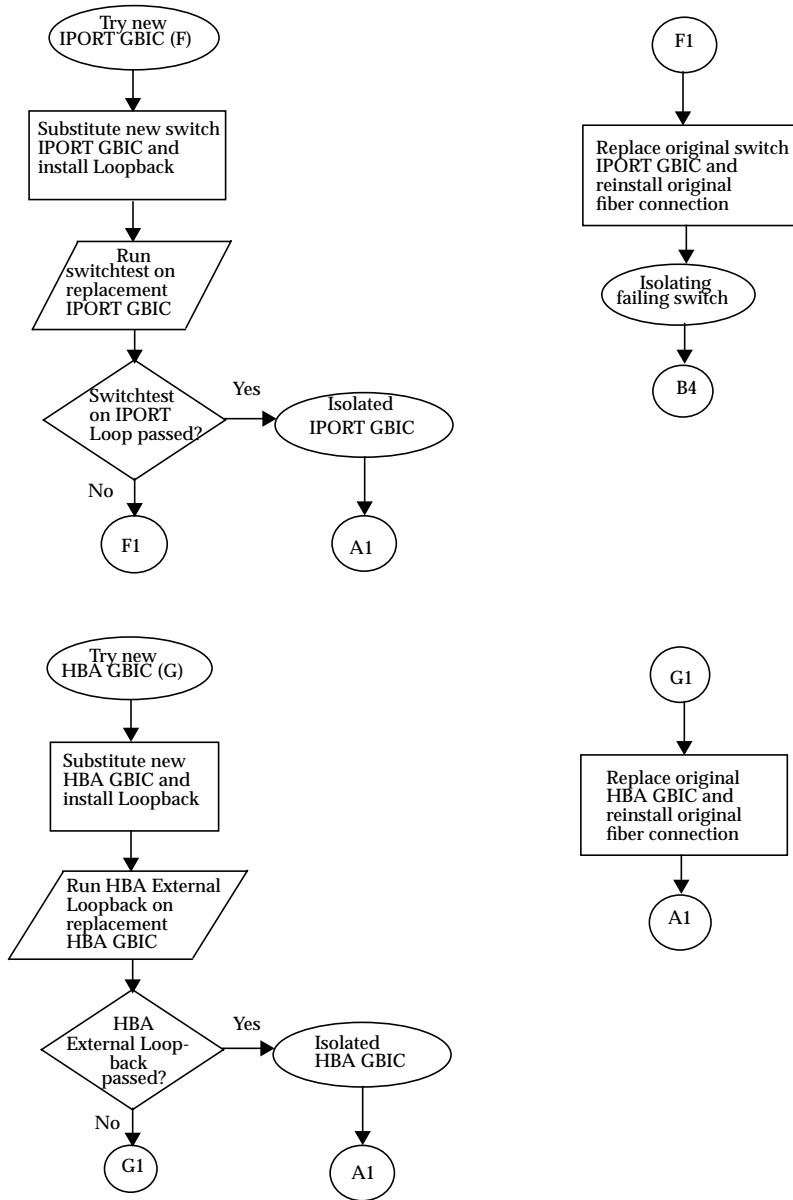 Try new
IPORT GBIC (F)
Substitute new switch
IPORT GBIC and
install Loopback
Run
switchtest on
replacement
IPORT GBIC
Switchtest
on IPORT
Loop passed?
Yes
Isolated
IPORT GBIC
No
F1
A1
F1
Replace original switch
IPORT GBIC and
reinstall original
fiber connection
Isolating
failing switch
B4
Try new
HBA GBIC (G)
Substitute new
HBA GBIC and
install Loopback
Run HBA External
Loopback on
replacement
HBA GBIC
HBA
External Loop-
back
passed?
Yes
Isolated
HBA GBIC
No
G1
A1
G1
Replace original
HBA GBIC and
reinstall original
fiber connection
A1